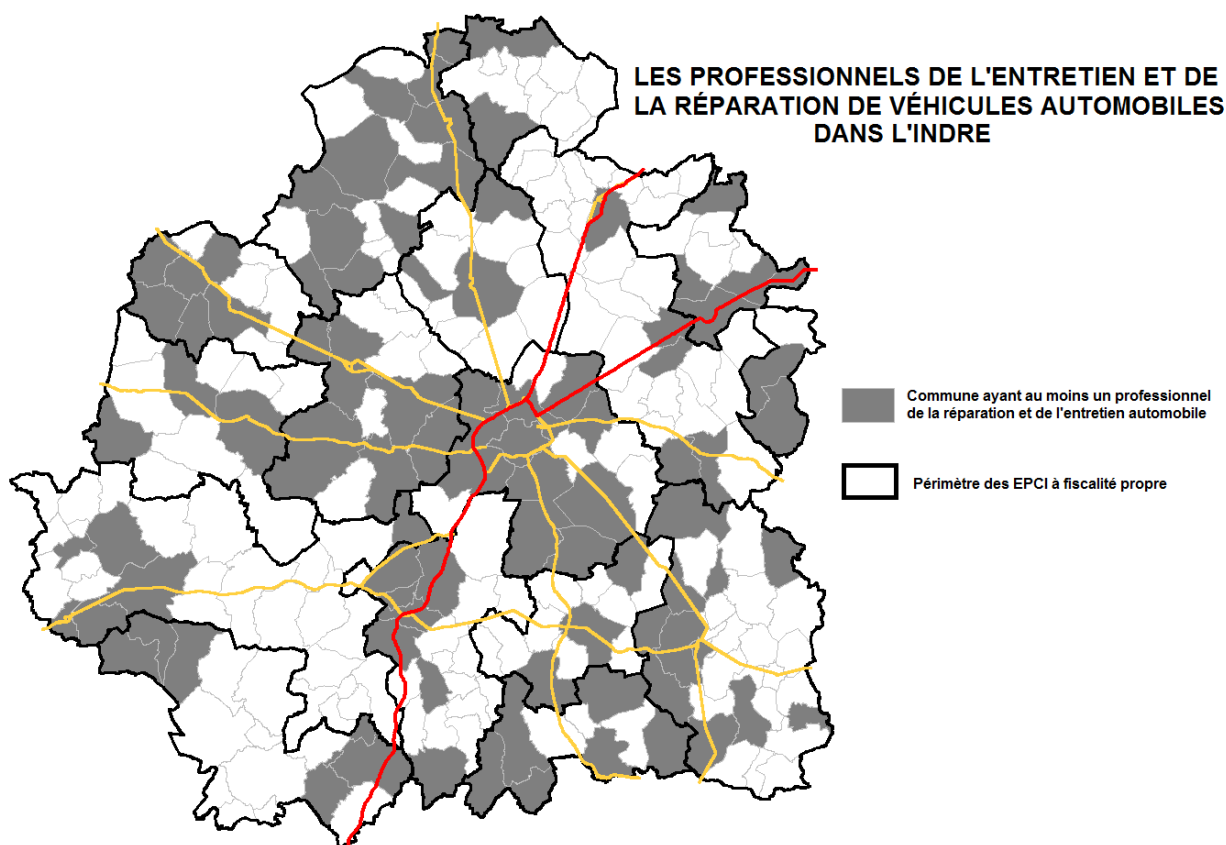 LES PROFESSIONNELS DE L'ENTRETIEN ET DE
LA RÉPARATION DE VÉHICULES AUTOMOBILES
DANS L'INDRE
Commune ayant au moins un professionnel
de la réparation et de l'entretien automobile
Périmètre des EPCI à fiscalité propre